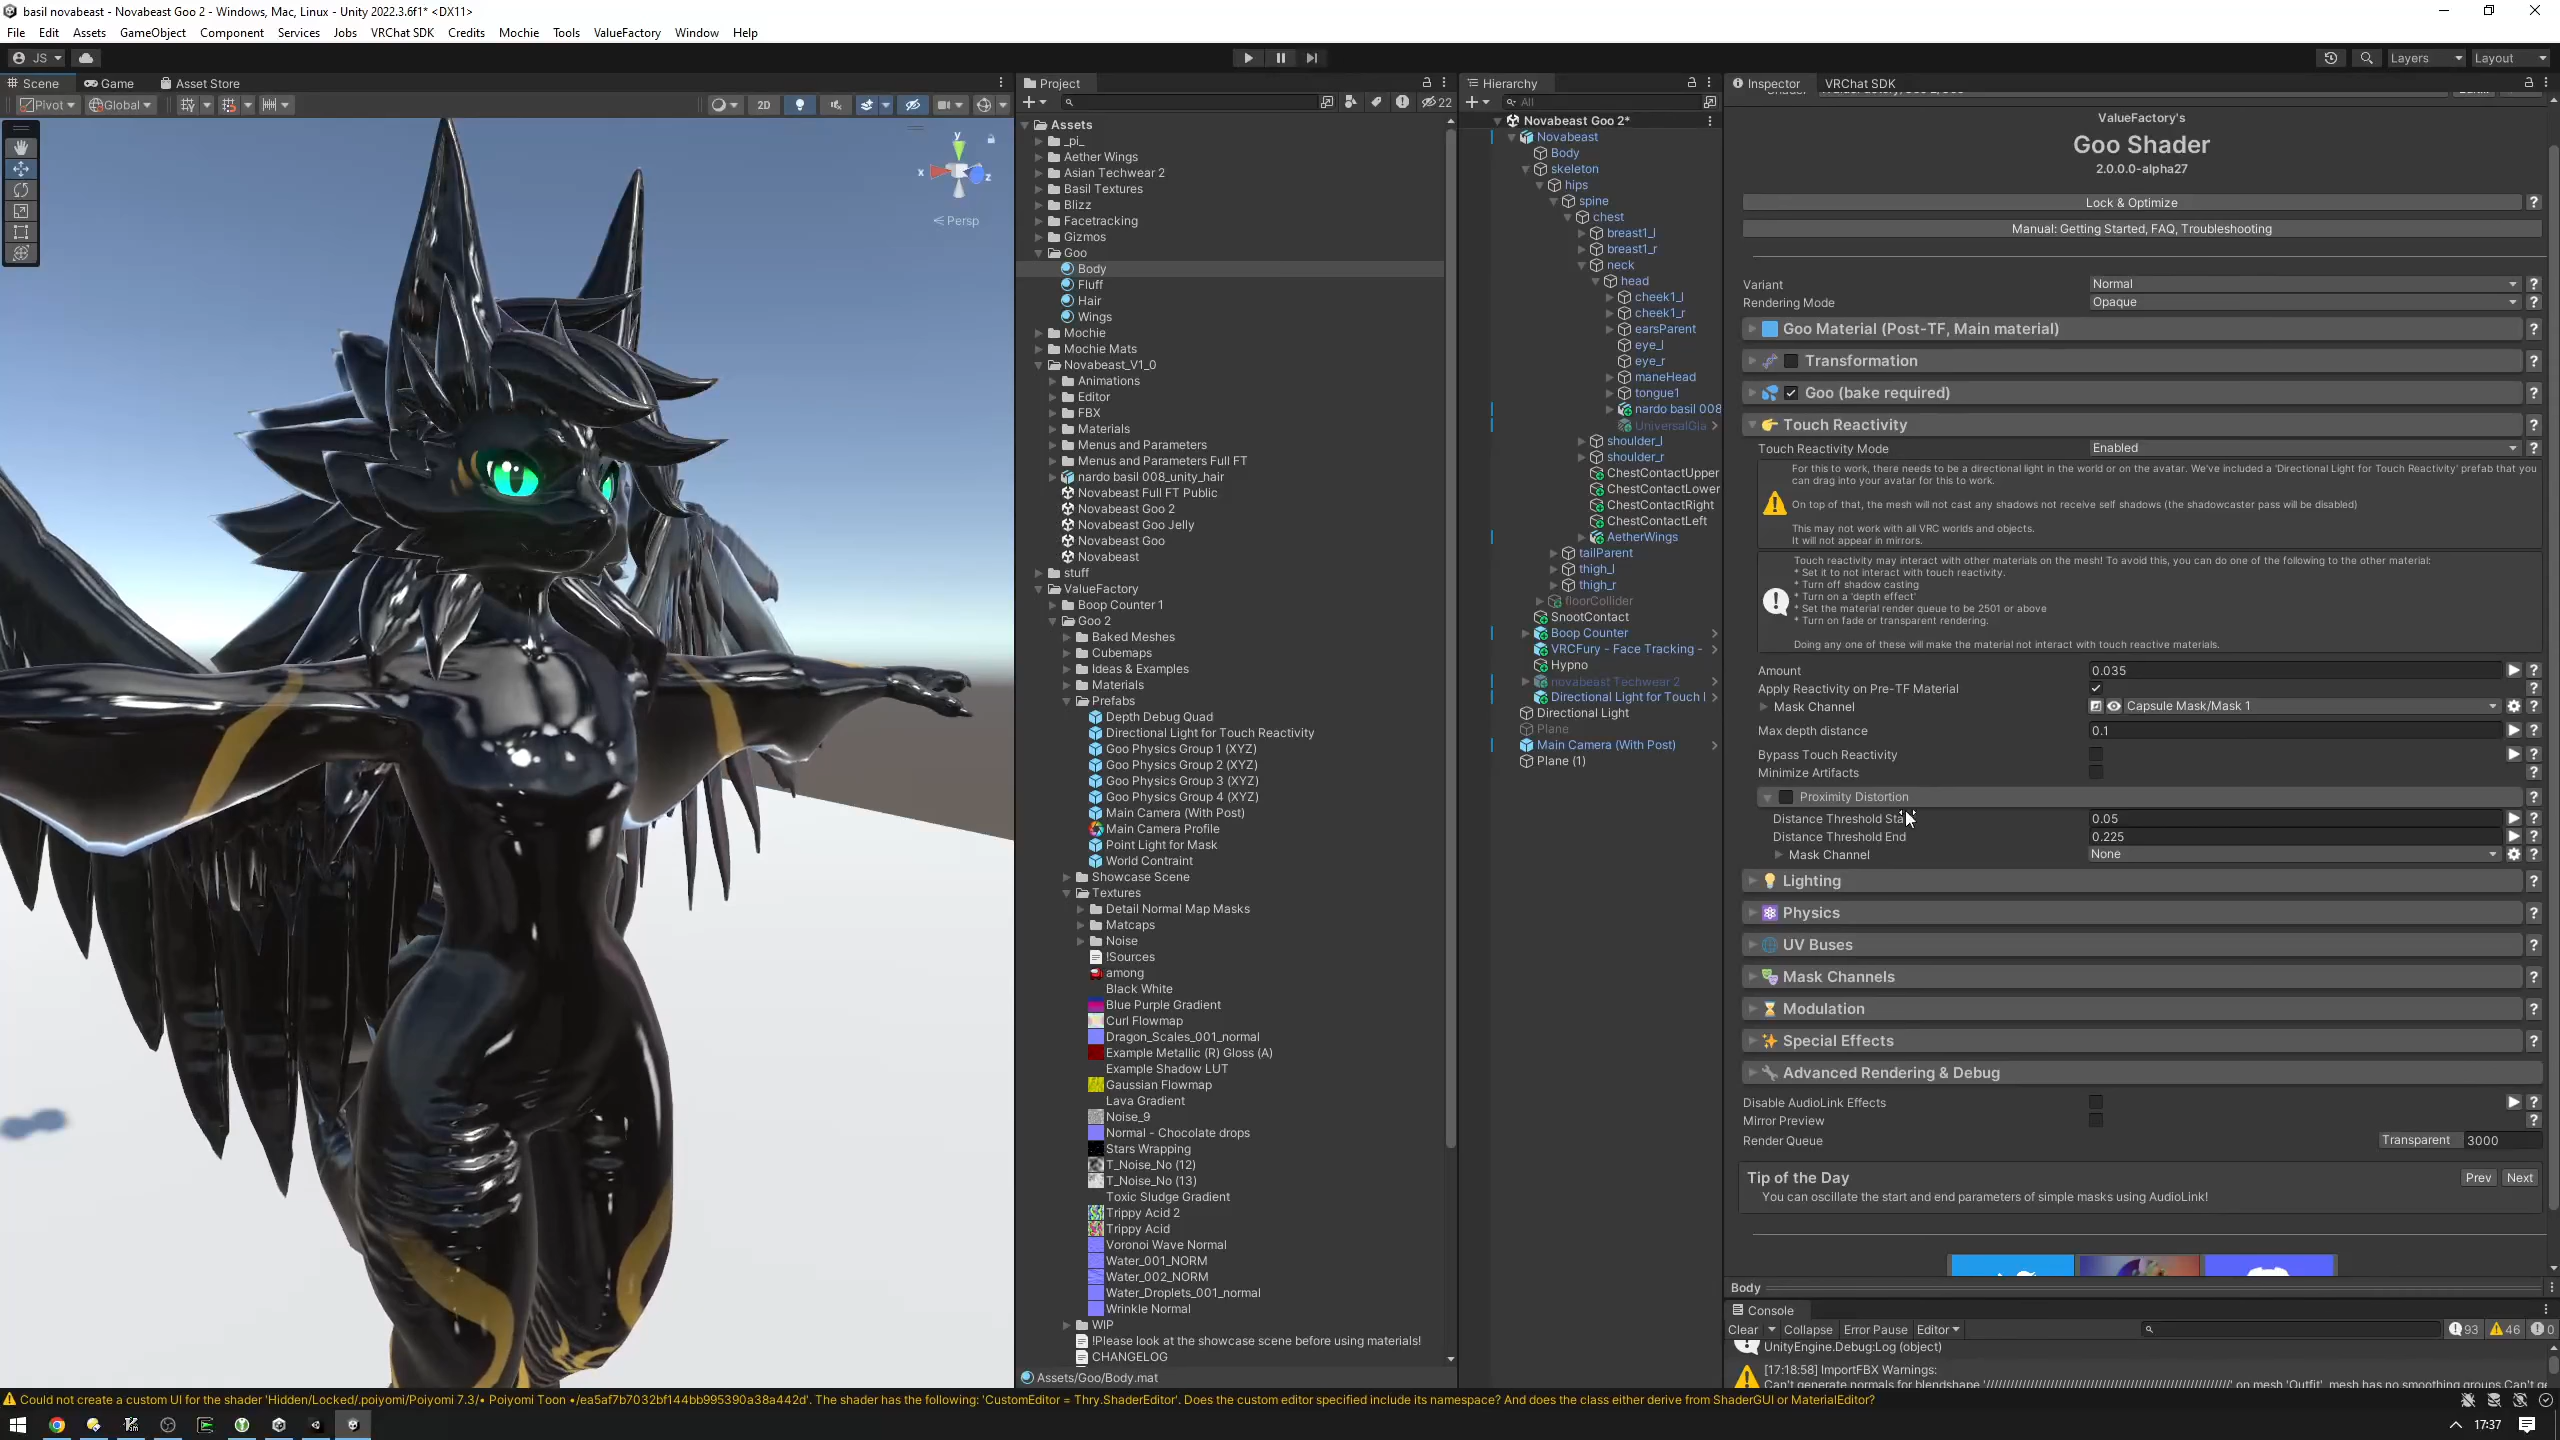 basil novabeast - Novabeast Goo 2 - Windows, Mac, Linux - Unity 2022.3.6f1* <DX11>
File Edit Assets GameObject Component Services Jobs VRChat SDK Credits Mochie Tools ValueFactory Window Help
JS
Layers Layout
Scene Game Asset Store
Pivot Global 2D
y
x
z
Persp
Project
22
Assets
_pi_
Aether Wings
Asian Techwear 2
Basil Textures
Blizz
Facetracking
Gizmos
Goo
Body
Fluff
Hair
Wings
Mochie
Mochie Mats
Novabeast_V1_0
Animations
Editor
FBX
Materials
Menus and Parameters
Menus and Parameters Full FT
nardo basil 008_unity_hair
Novabeast Full FT Public
Novabeast Goo 2
Novabeast Goo Jelly
Novabeast Goo
Novabeast
stuff
ValueFactory
Boop Counter 1
Goo 2
Baked Meshes
Cubemaps
Ideas & Examples
Materials
Prefabs
Depth Debug Quad
Directional Light for Touch Reactivity
Goo Physics Group 1 (XYZ)
Goo Physics Group 2 (XYZ)
Goo Physics Group 3 (XYZ)
Goo Physics Group 4 (XYZ)
Main Camera (With Post)
Main Camera Profile
Point Light for Mask
World Contraint
Showcase Scene
Textures
Detail Normal Map Masks
Matcaps
Noise
!Sources
among
Black White
Blue Purple Gradient
Curl Flowmap
Dragon_Scales_001_normal
Example Metallic (R) Gloss (A)
Example Shadow LUT
Gaussian Flowmap
Lava Gradient
Noise_9
Normal - Chocolate drops
Stars Wrapping
T_Noise_No (12)
T_Noise_No (13)
Toxic Sludge Gradient
Trippy Acid 2
Trippy Acid
Voronoi Wave Normal
Water_001_NORM
Water_002_NORM
Water_Droplets_001_normal
Wrinkle Normal
WIP
!Please look at the showcase scene before using materials!
CHANGELOG
Assets/Goo/Body.mat
Hierarchy
All
Novabeast Goo 2*
Novabeast
Body
skeleton
hips
spine
chest
breast1_l
breast1_r
neck
head
cheek1_l
cheek1_r
earsParent
eye_l
eye_r
maneHead
tongue1
nardo basil 008
UniversalGia
shoulder_l
shoulder_r
ChestContactUpper
ChestContactLower
ChestContactRight
ChestContactLeft
AetherWings
tailParent
thigh_l
thigh_r
floorCollider
SnootContact
Boop Counter
VRCFury - Face Tracking -
Hypno
novabeast Techwear 2
Directional Light for Touch
Directional Light
Plane
Main Camera (With Post)
Plane (1)
Inspector VRChat SDK
ValueFactory's
Goo Shader
2.0.0.0-alpha27
Lock & Optimize ?
Manual: Getting Started, FAQ, Troubleshooting
Variant Normal ?
Rendering Mode Opaque ?
Goo Material (Post-TF, Main material) ?
Transformation ?
Goo (bake required) ?
Touch Reactivity ?
Touch Reactivity Mode Enabled ?
For this to work, there needs to be a directional light in the world or on the avatar. We've included a 'Directional Light for Touch Reactivity' prefab that you
can drag into your avatar for this to work.
On top of that, the mesh will not cast any shadows not receive self shadows (the shadowcaster pass will be disabled)
This may not work with all VRC worlds and objects.
It will not appear in mirrors.
Touch reactivity may interact with other materials on the mesh! To avoid this, you can do one of the following to the other material:
* Set it to not interact with touch reactivity.
* Turn off shadow casting
* Turn on a 'depth effect'
* Set the material render queue to be 2501 or above
* Turn on fade or transparent rendering.
Doing any one of these will make the material not interact with touch reactive materials.
Amount 0.035 ?
Apply Reactivity on Pre-TF Material ?
Mask Channel Capsule Mask/Mask 1 ?
Max depth distance 0.1 ?
Bypass Touch Reactivity ?
Minimize Artifacts ?
Proximity Distortion ?
Distance Threshold Sta 0.05 ?
Distance Threshold End 0.225 ?
Mask Channel None ?
Lighting ?
Physics ?
UV Buses ?
Mask Channels ?
Modulation ?
Special Effects ?
Advanced Rendering & Debug
Disable AudioLink Effects ?
Mirror Preview ?
Render Queue Transparent 3000
Tip of the Day Prev Next
You can oscillate the start and end parameters of simple masks using AudioLink!
Body
Console
Clear Collapse Error Pause Editor 93 46 0
UnityEngine.Debug:Log (object)
[17:18:58] ImportFBX Warnings:
Can't generate normals for blendshape
on mesh 'Outfit', mesh has no smoothing groups.
Could not create a custom UI for the shader 'Hidden/Locked/.poiyomi/Poiyomi 7.3/• Poiyomi Toon •/ea5af7b7032bf144bb995390a38a442d'. The shader has the following: 'CustomEditor = Thry.ShaderEditor'. Does the custom editor specified include its namespace? And does the class either derive from ShaderGUI or MaterialEditor?
17:37